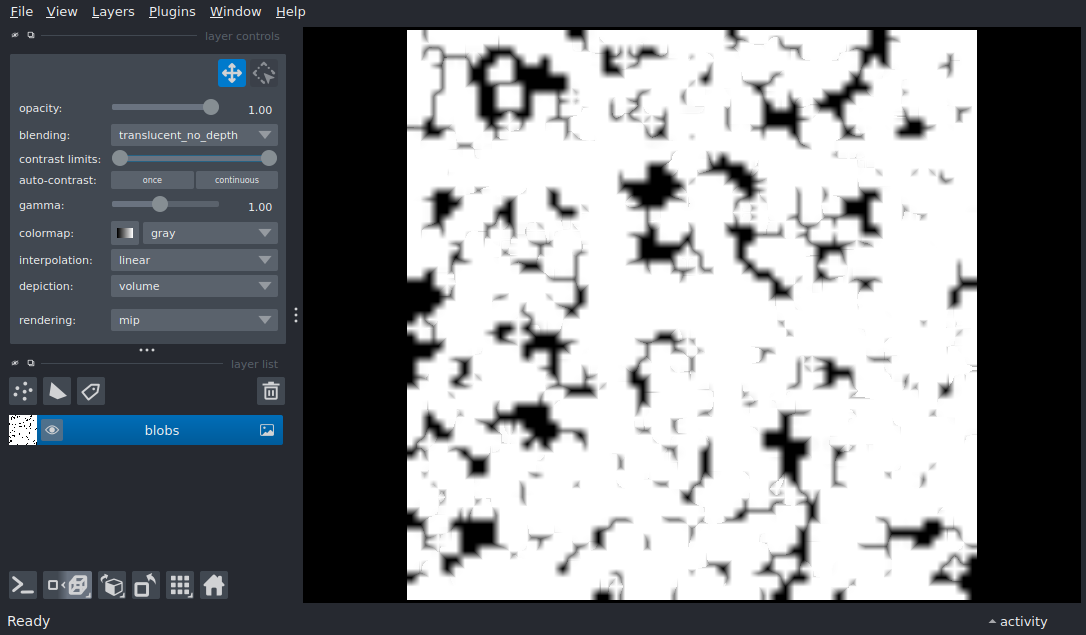 File View Layers Plugins Window Help
layer controls
opacity: 1.00
blending: translucent_no_depth
contrast limits:
auto-contrast: once continuous
gamma: 1.00
colormap: gray
interpolation: linear
depiction: volume
rendering: mip
layer list
blobs
Ready activity